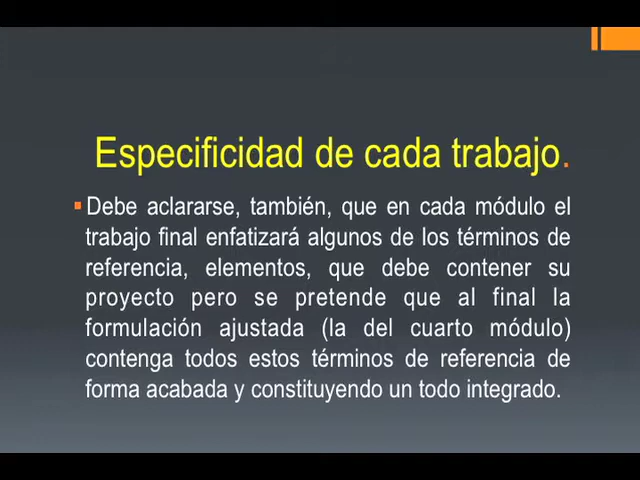 Especificidad de cada trabajo.
Debe aclararse, también, que en cada módulo el
trabajo final enfatizará algunos de los términos de
referencia, elementos, que debe contener su
proyecto pero se pretende que al final la
formulación ajustada (la del cuarto módulo)
contenga todos estos términos de referencia de
forma acabada y constituyendo un todo integrado.